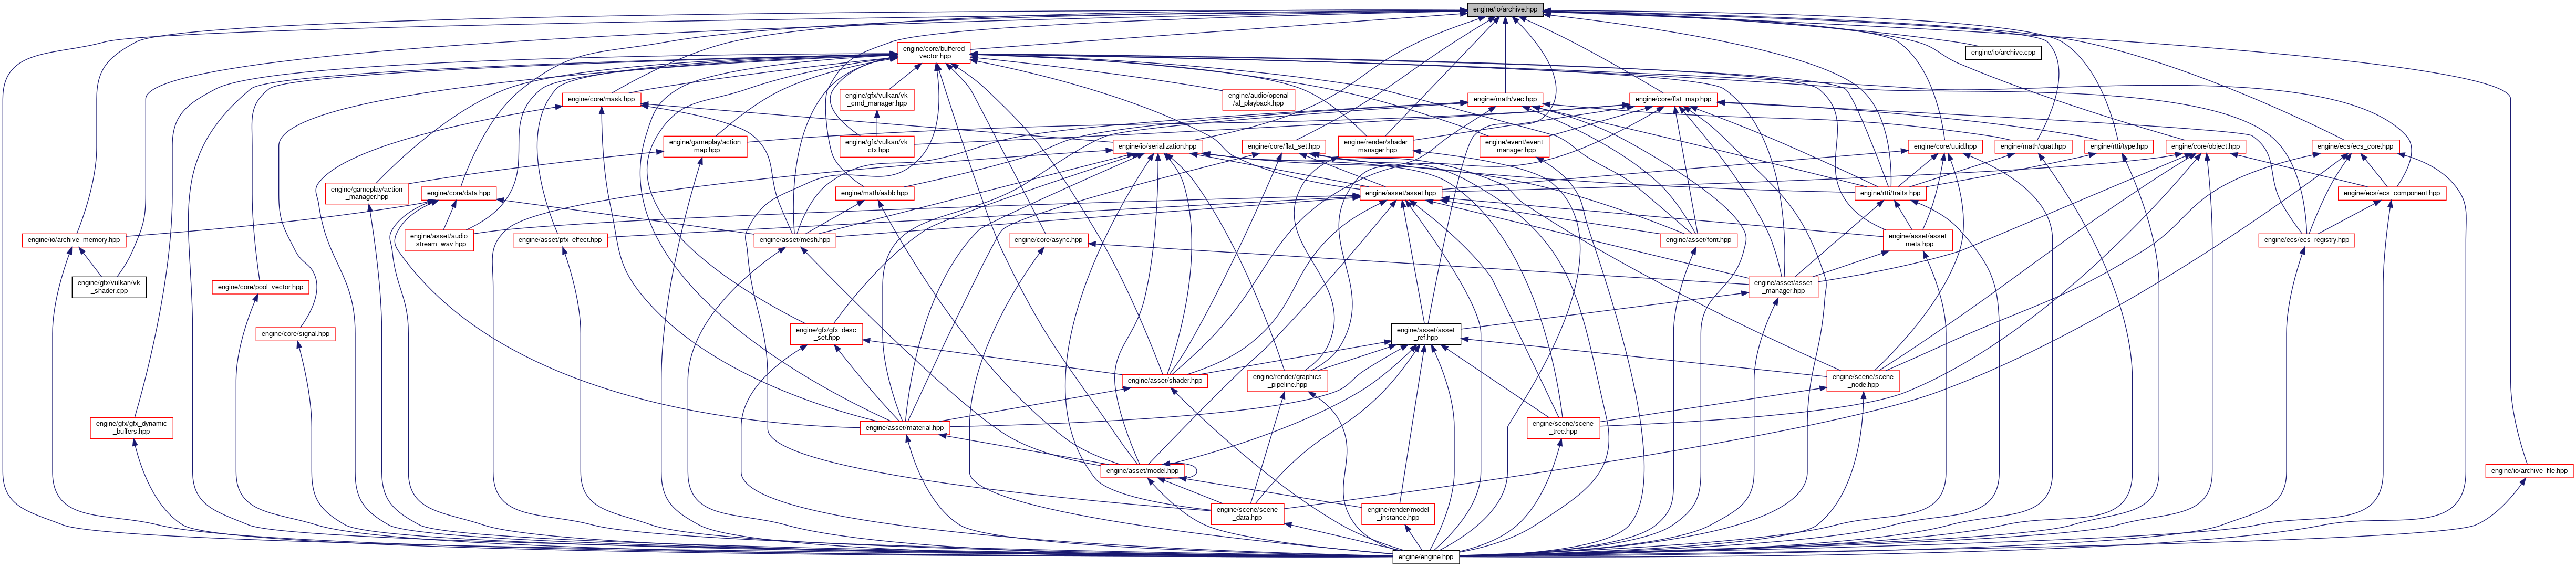 engine/io/archive.hpp
engine/core/buffered
_vector.hpp
engine/io/archive.cpp
engine/core/mask.hpp
engine/gfx/vulkan/vk
_cmd_manager.hpp
engine/audio/openal
/al_playback.hpp
engine/math/vec.hpp
engine/core/flat_map.hpp
engine/gameplay/action
_map.hpp
engine/gfx/vulkan/vk
_ctx.hpp
engine/io/serialization.hpp
engine/core/flat_set.hpp
engine/render/shader
_manager.hpp
engine/event/event
_manager.hpp
engine/core/uuid.hpp
engine/math/quat.hpp
engine/rtti/type.hpp
engine/core/object.hpp
engine/ecs/ecs_core.hpp
engine/gameplay/action
_manager.hpp
engine/core/data.hpp
engine/math/aabb.hpp
engine/asset/asset.hpp
engine/rtti/traits.hpp
engine/ecs/ecs_component.hpp
engine/io/archive_memory.hpp
engine/asset/audio
_stream_wav.hpp
engine/asset/pfx_effect.hpp
engine/asset/mesh.hpp
engine/core/async.hpp
engine/asset/font.hpp
engine/asset/asset
_meta.hpp
engine/ecs/ecs_registry.hpp
engine/gfx/vulkan/vk
_shader.cpp
engine/core/pool_vector.hpp
engine/asset/asset
_manager.hpp
engine/core/signal.hpp
engine/gfx/gfx_desc
_set.hpp
engine/asset/asset
_ref.hpp
engine/asset/shader.hpp
engine/render/graphics
_pipeline.hpp
engine/scene/scene
_node.hpp
engine/gfx/gfx_dynamic
_buffers.hpp
engine/asset/material.hpp
engine/scene/scene
_tree.hpp
engine/asset/model.hpp
engine/io/archive_file.hpp
engine/scene/scene
_data.hpp
engine/render/model
_instance.hpp
engine/engine.hpp